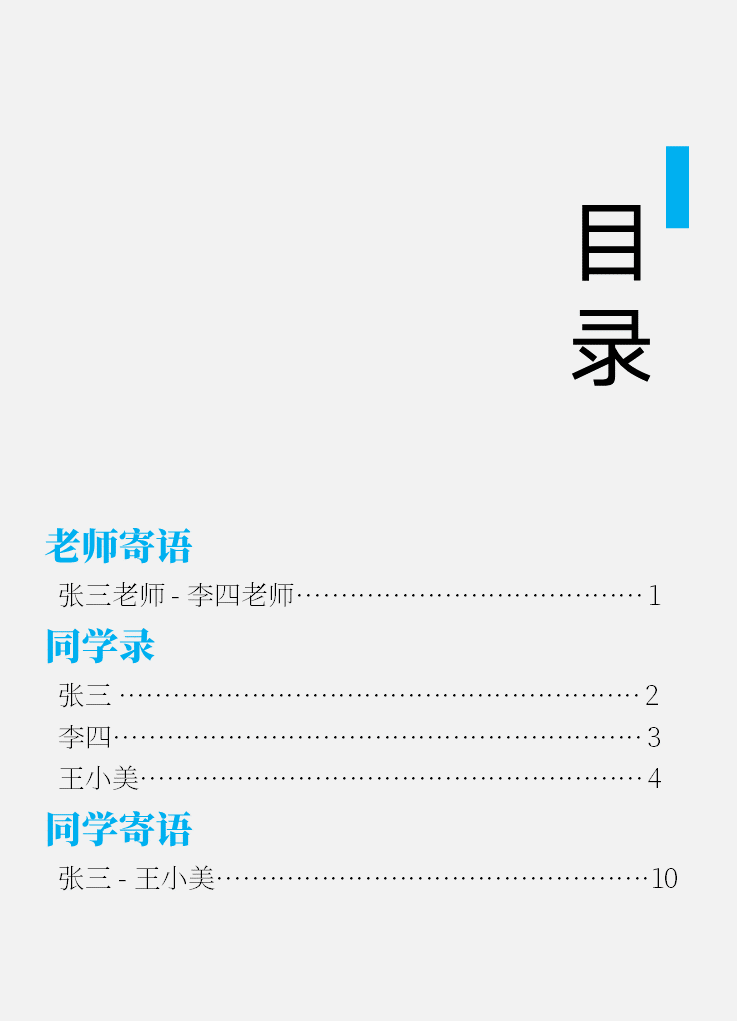 目录
老师寄语
张三老师 - 李四老师…………………………………1
同学录
张三 ……………………………………………………2
李四……………………………………………………3
王小美…………………………………………………4
同学寄语
张三 - 王小美…………………………………………10